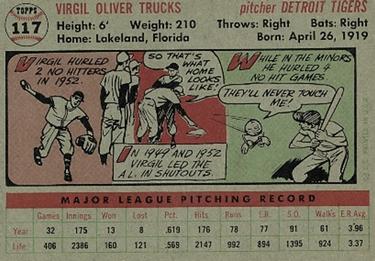 TOPPS
117
VIRGIL OLIVER TRUCKS pitcher DETROIT TIGERS
Height: 6' Weight: 210 Throws: Right Bats: Right
Home: Lakeland, Florida Born: April 26, 1919
VIRGIL HURLED
2 NO HITTERS
IN 1952.
SO THAT'S
WHAT HOME
LOOKS
LIKE!
IN 1949 AND 1952
VIRGIL LED THE
A.L. IN SHUTOUTS.
WHILE IN THE MINORS
HE HURLED 4
NO HIT GAMES.
THEY'LL NEVER TOUCH
ME!
MAJOR LEAGUE PITCHING RECORD
Games Innings Won Lost Pct. Hits Runs E.R. S.O. Walks E.R.Avg.
Year 32 175 13 8 .619 176 78 77 91 61 3.96
Life 406 2386 160 121 .569 2147 992 894 1395 924 3.37